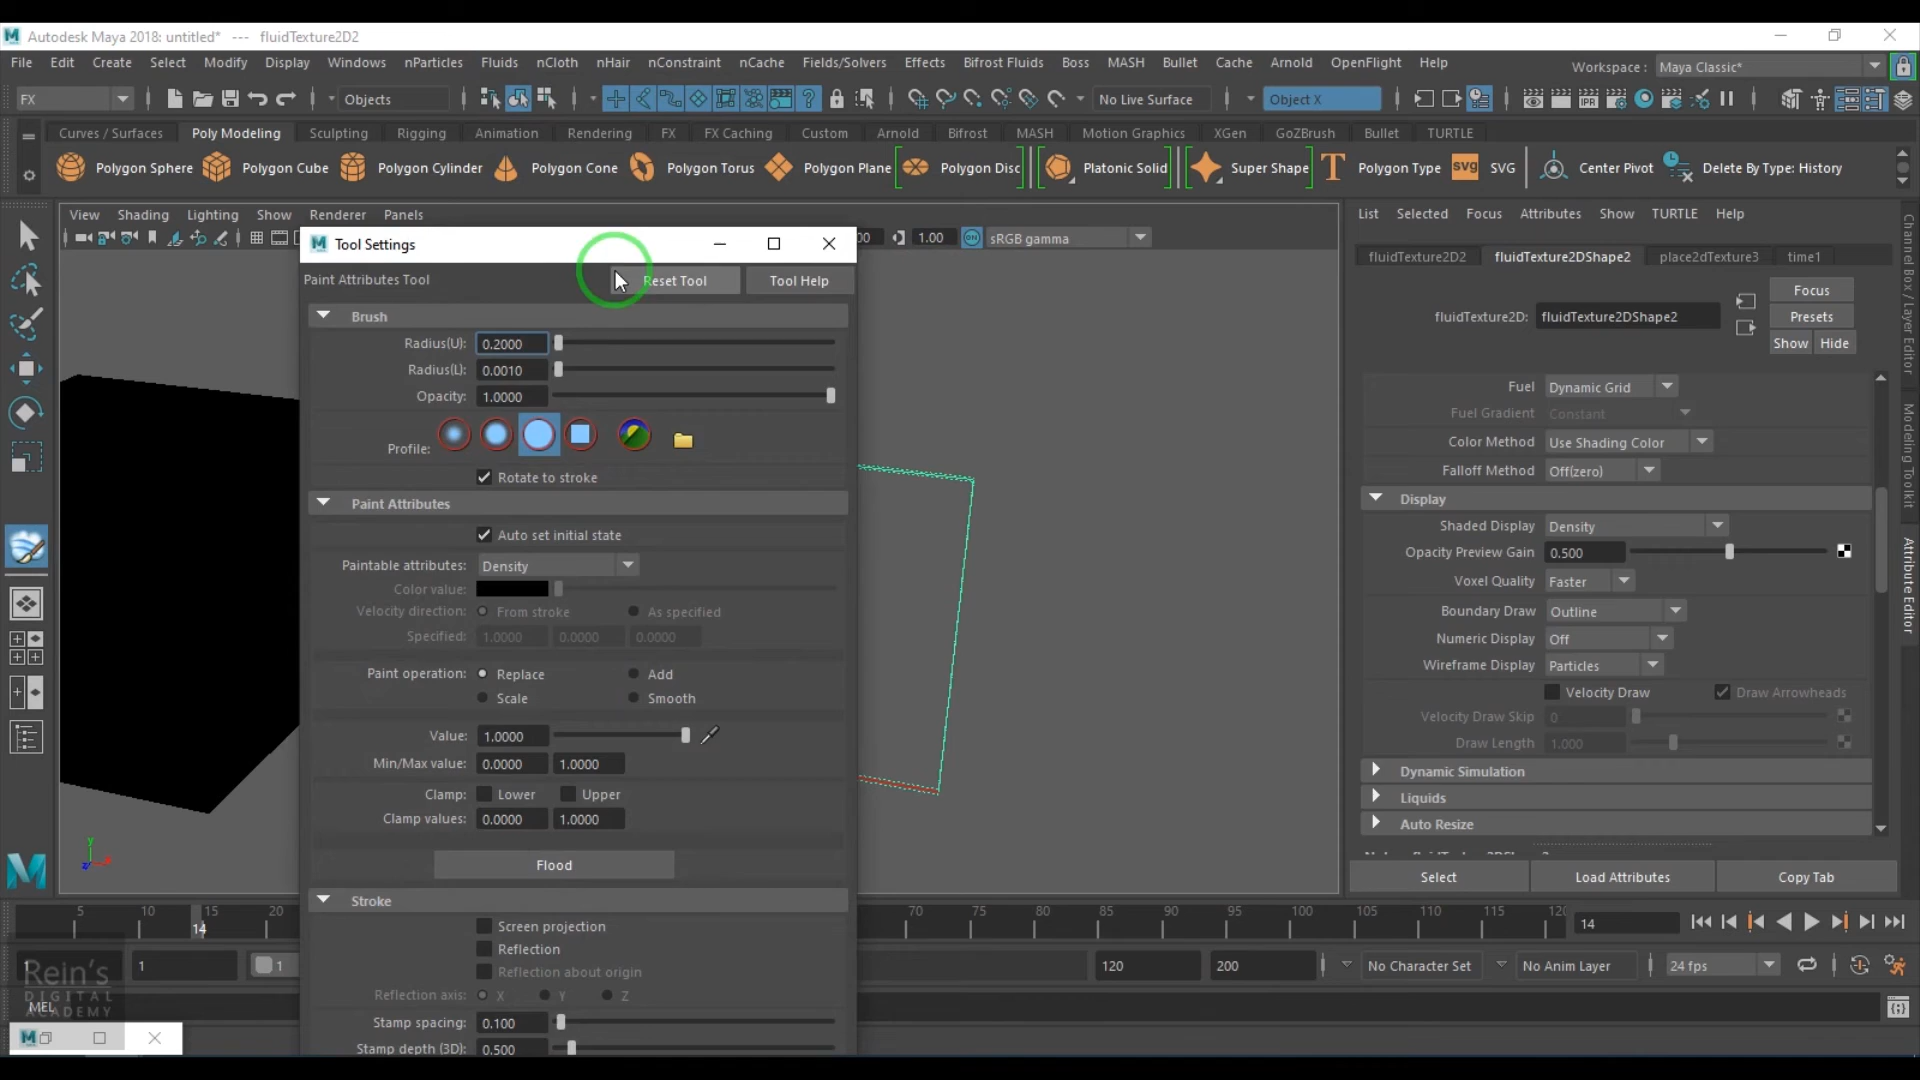 Autodesk Maya 2018: untitled* --- fluidTexture2D2
File Edit Create Select Modify Display Windows nParticles Fluids nCloth nHair nConstraint nCache Fields/Solvers Effects Bifrost Fluids Boss MASH Bullet Cache Arnold OpenFlight Help Workspace : Maya Classic*
FX Objects No Live Surface Object X
Curves / Surfaces Poly Modeling Sculpting Rigging Animation Rendering FX FX Caching Custom Arnold Bifrost MASH Motion Graphics XGen GoZBrush Bullet TURTLE
Polygon Sphere Polygon Cube Polygon Cylinder Polygon Cone Polygon Torus Polygon Plane Polygon Disc Platonic Solid Super Shape Polygon Type SVG SVG Center Pivot Delete By Type: History
View Shading Lighting Show Renderer Panels
00 1.00 ON sRGB gamma
Tool Settings
Paint Attributes Tool Reset Tool Tool Help
Brush
Radius(U): 0.2000
Radius(L): 0.0010
Opacity: 1.0000
Profile:
Rotate to stroke
Paint Attributes
Auto set initial state
Paintable attributes: Density
Color value:
Velocity direction: From stroke As specified
Specified: 1.0000 0.0000 0.0000
Paint operation: Replace Add
Scale Smooth
Value: 1.0000
Min/Max value: 0.0000 1.0000
Clamp: Lower Upper
Clamp values: 0.0000 1.0000
Flood
Stroke
Screen projection
Reflection
Reflection about origin
Reflection axis: X Y Z
Stamp spacing: 0.100
Stamp depth (3D): 0.500
List Selected Focus Attributes Show TURTLE Help
fluidTexture2D2 fluidTexture2DShape2 place2dTexture3 time1
fluidTexture2D: fluidTexture2DShape2
Focus
Presets
Show Hide
Fuel Dynamic Grid
Fuel Gradient Constant
Color Method Use Shading Color
Falloff Method Off(zero)
Display
Shaded Display Density
Opacity Preview Gain 0.500
Voxel Quality Faster
Boundary Draw Outline
Numeric Display Off
Wireframe Display Particles
Velocity Draw Draw Arrowheads
Velocity Draw Skip 0
Draw Length 1.000
Dynamic Simulation
Liquids
Auto Resize
Select Load Attributes Copy Tab
Channel Box / Layer Editor
Modeling Toolkit
Attribute Editor
y
z x
5 10 15 20 70 75 80 85 90 95 100 105 110 115 120
14 14
1 1 1 120 200 No Character Set No Anim Layer 24 fps
Rein's
DIGITAL
ACADEMY
MEL